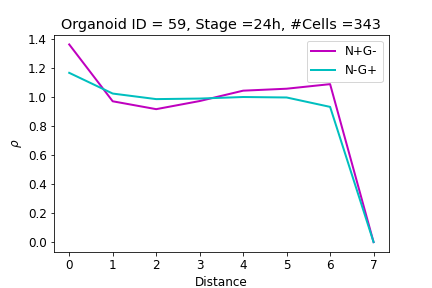 Organoid ID = 59, Stage =24h, #Cells =343
1.4
1.2
1.0
0.8
0.6
0.4
0.2
0.0
ρ
N+G-
N-G+
0 1 2 3 4 5 6 7
Distance